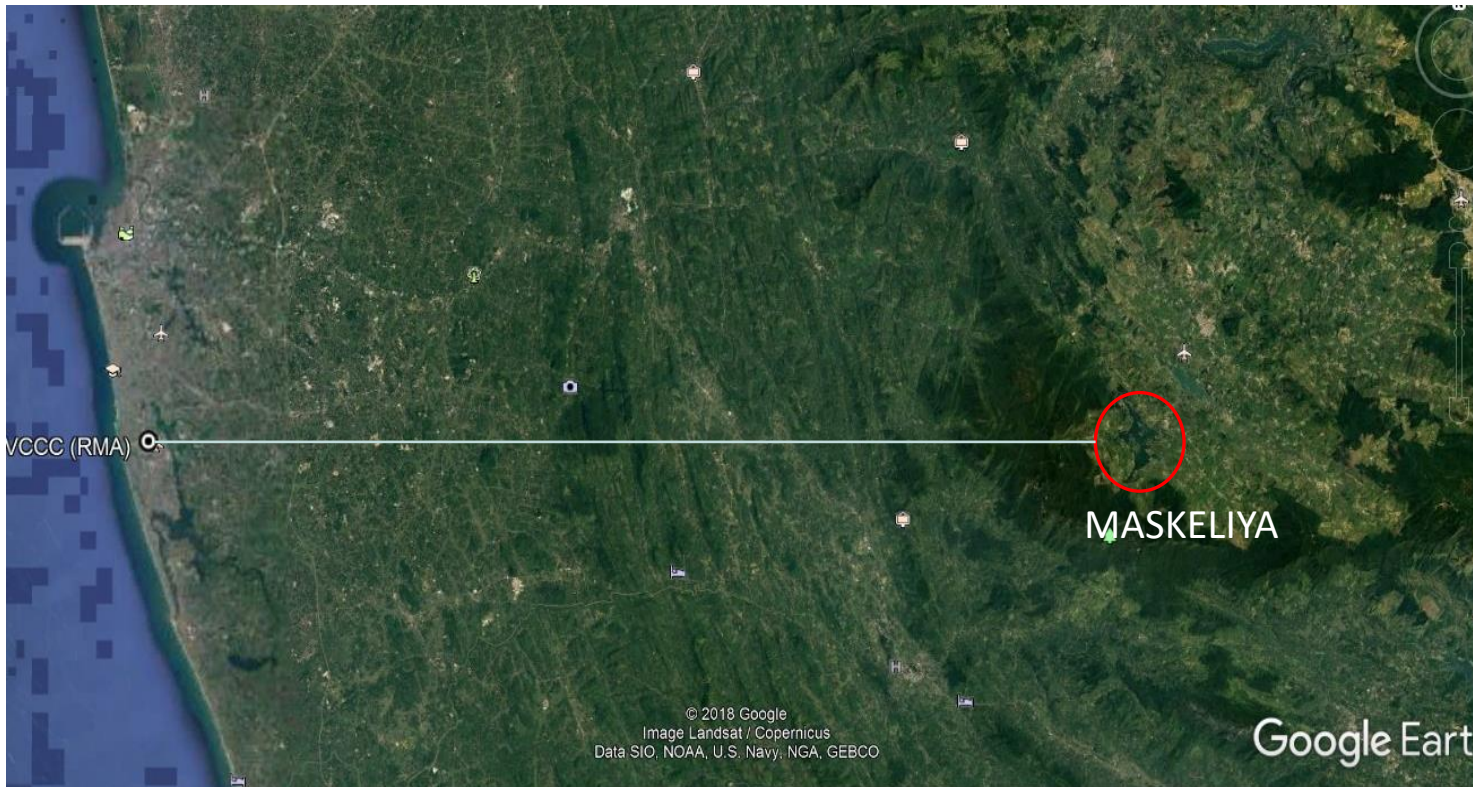 VCCC (RMA)
MASKELIYA
© 2018 Google
Image Landsat / Copernicus
Data SIO, NOAA, U.S. Navy, NGA, GEBCO
Google Eart